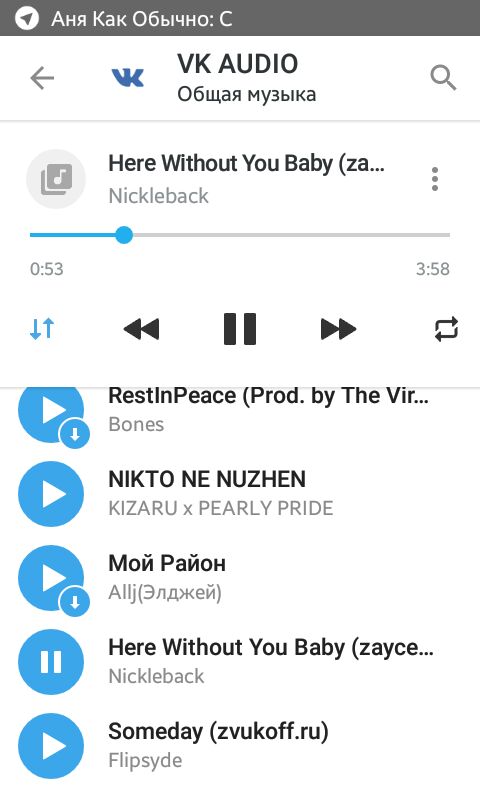 Аня Как Обычно: С
VK AUDIO
Общая музыка
Here Without You Baby (za...
Nickleback
0:53
3:58
RestInPeace (Prod. by The Vir...
Bones
NIKTO NE NUZHEN
KIZARU x PEARLY PRIDE
Мой Район
Allj(Элджей)
Here Without You Baby (zayce...
Nickleback
Someday (zvukoff.ru)
Flipsyde